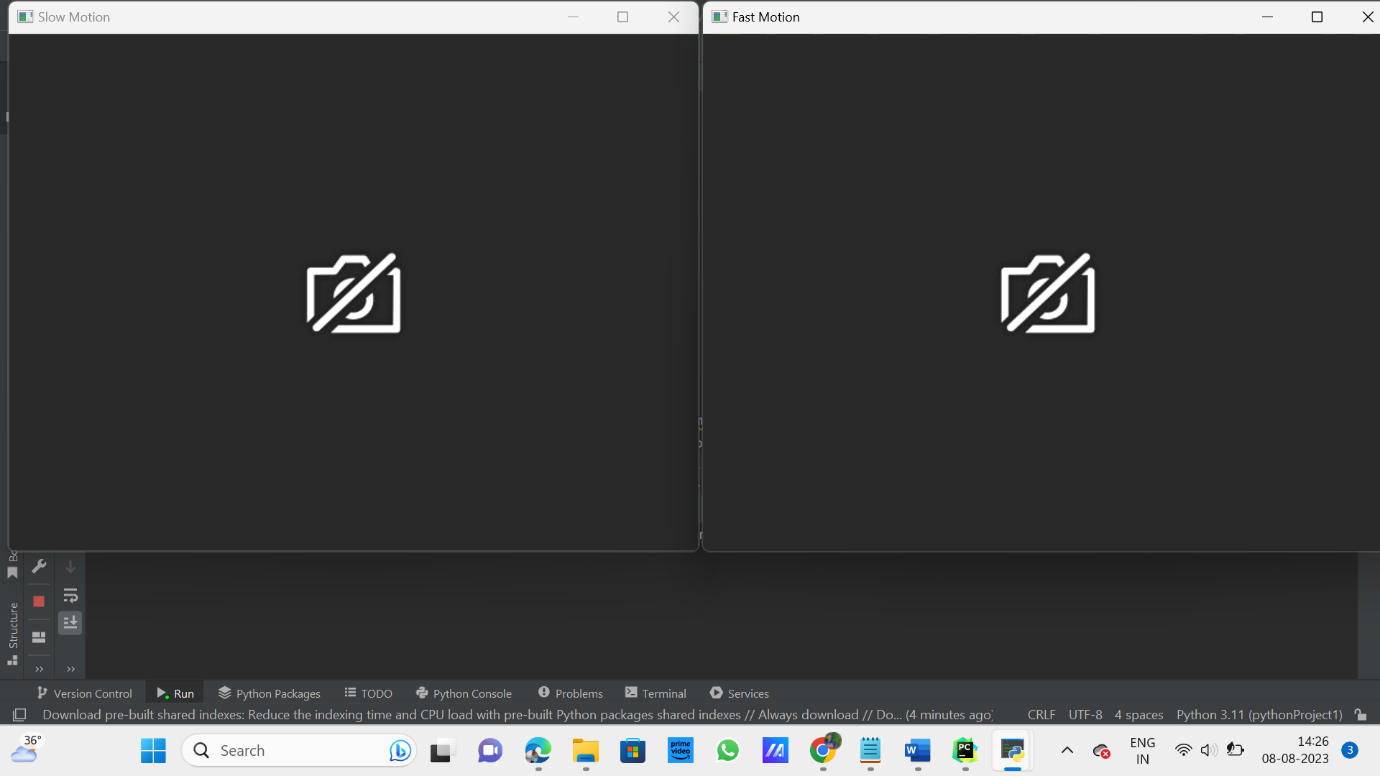 Slow Motion
Fast Motion
Structure
Version Control Run Python Packages TODO Python Console Problems Terminal Services
Download pre-built shared indexes: Reduce the indexing time and CPU load with pre-built Python packages shared indexes // Always download // Do... (4 minutes ago) CRLF UTF-8 4 spaces Python 3.11 (pythonProject1)
36°
Search
prime video
PC
ENG
IN
14:26
08-08-2023
3